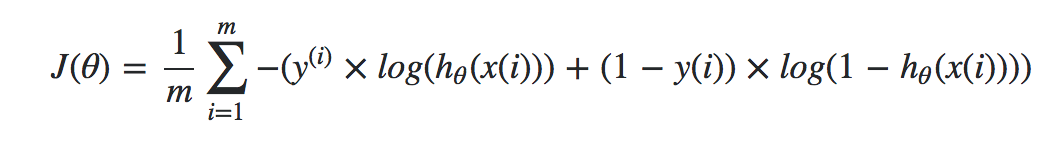 J(θ) = 1/m ∑_{i=1}^{m} −(y^{(i)} × log(h_θ(x(i))) + (1 − y(i)) × log(1 − h_θ(x(i))))